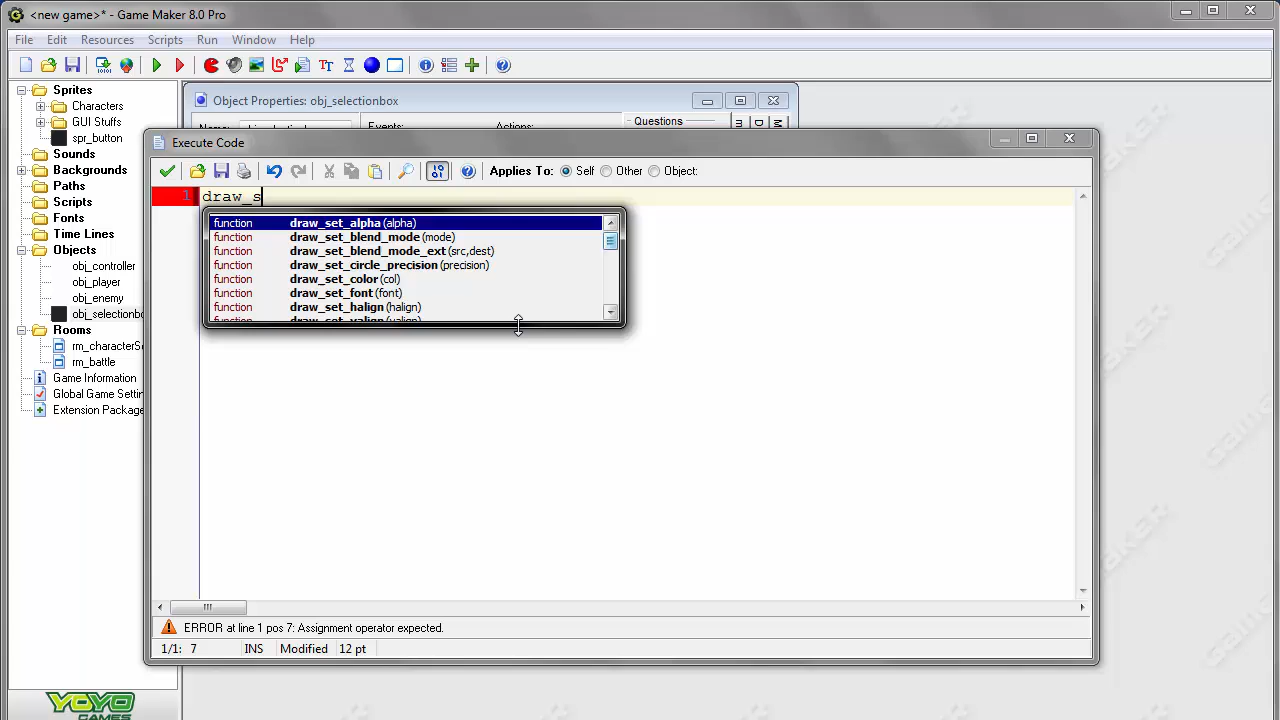 <new game>* - Game Maker 8.0 Pro
File Edit Resources Scripts Run Window Help
Sprites
Characters
GUI Stuffs
spr_button
Sounds
Backgrounds
Paths
Scripts
Fonts
Time Lines
Objects
obj_controller
obj_player
obj_enemy
obj_selectionbo
Rooms
rm_characterS
rm_battle
Game Information
Global Game Settin
Extension Package
YOYO
GAMES
Object Properties: obj_selectionbox
Events: Actions: Questions
Execute Code
Applies To: Self Other Object:
1 draw_s
function draw_set_alpha(alpha)
function draw_set_blend_mode(mode)
function draw_set_blend_mode_ext(src,dest)
function draw_set_circle_precision(precision)
function draw_set_color(col)
function draw_set_font(font)
function draw_set_halign(halign)
function draw_set_valign(valign)
ERROR at line 1 pos 7: Assignment operator expected.
1/1: 7 INS Modified 12 pt